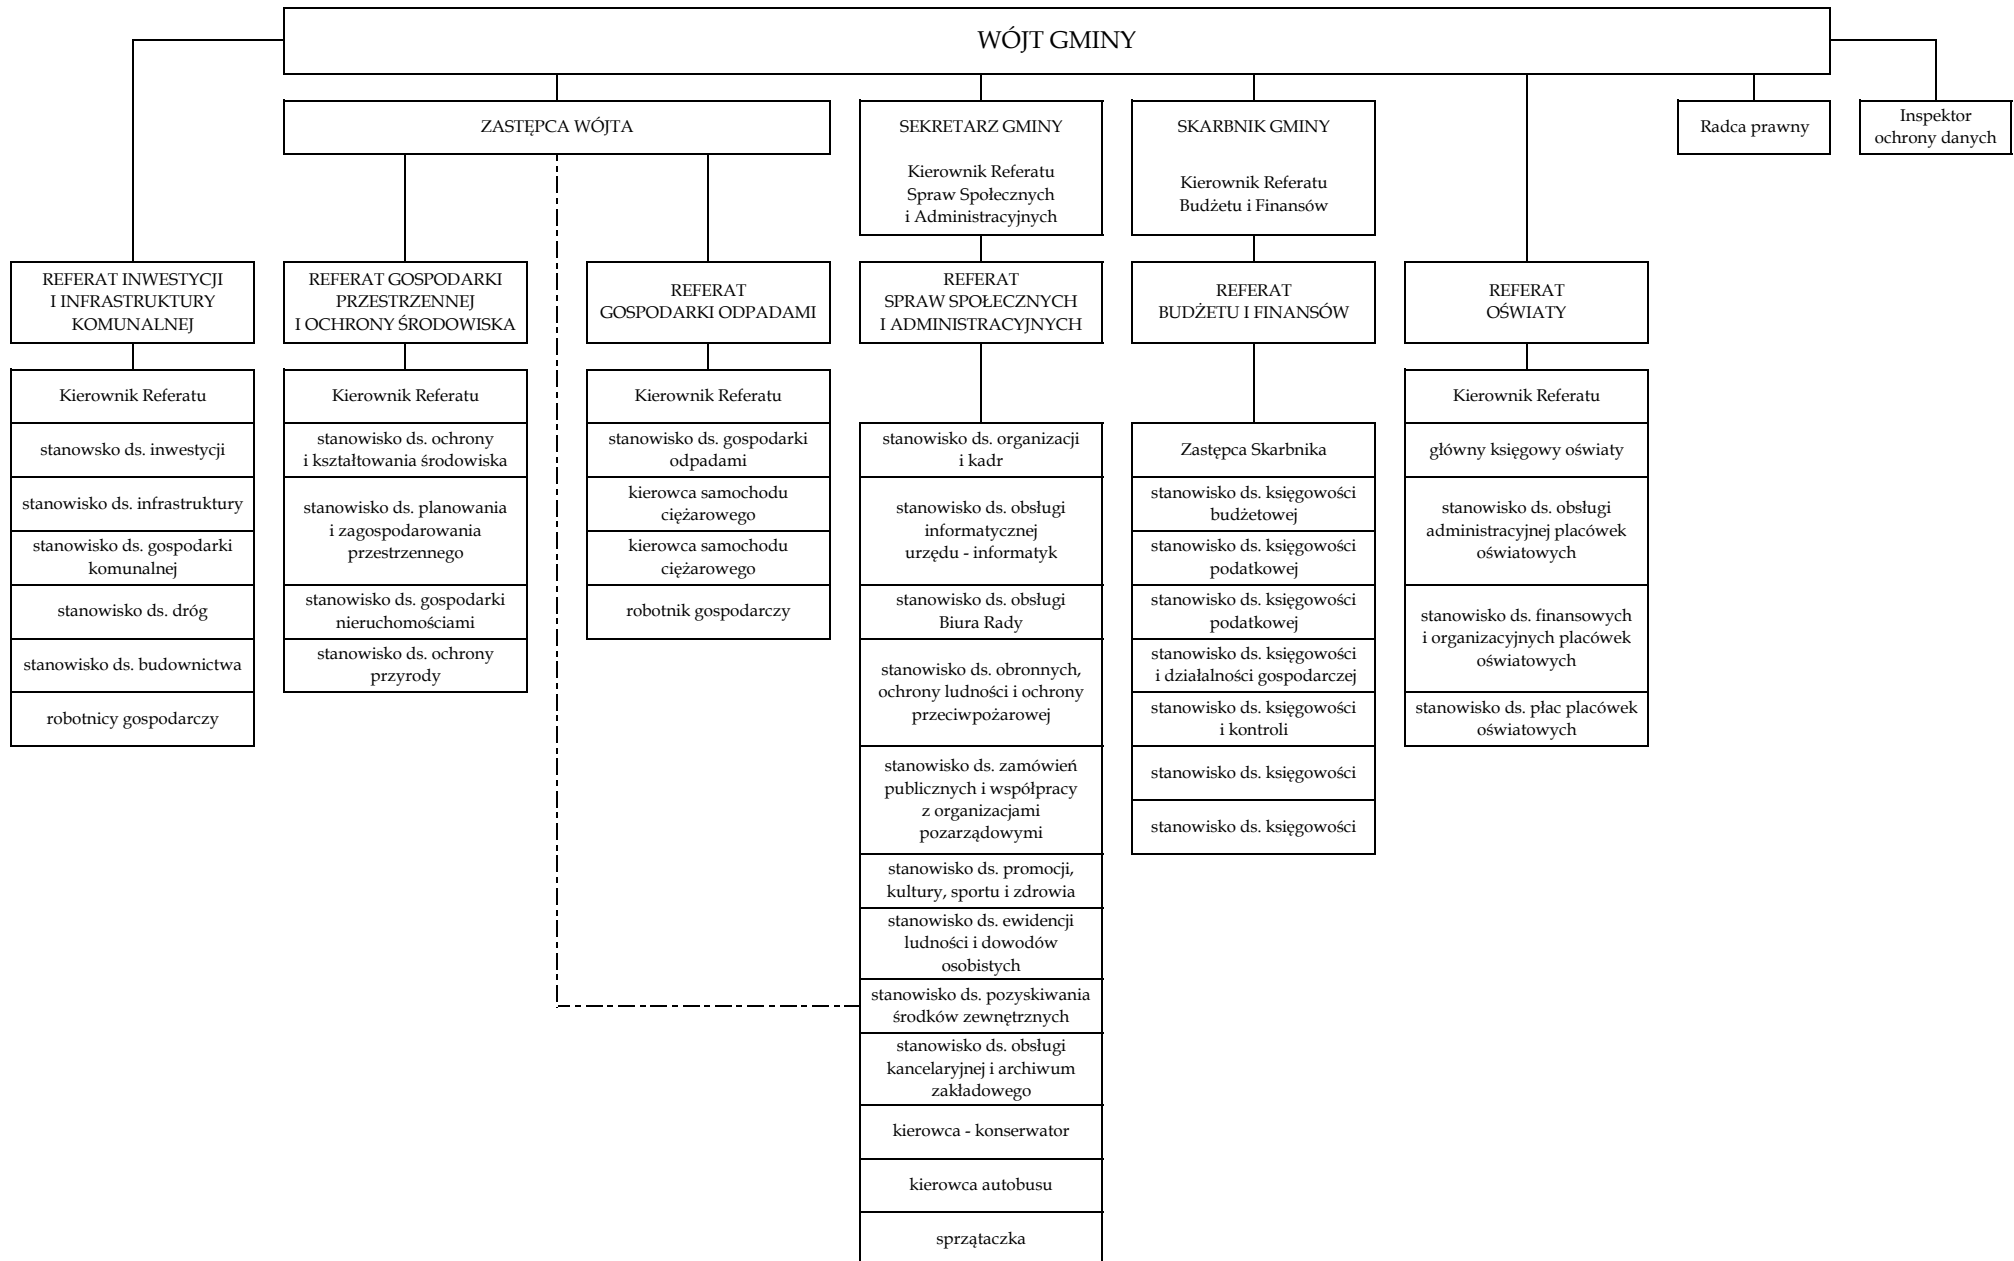 WÓJT GMINY
ZASTĘPCA WÓJTA
SEKRETARZ GMINY
Kierownik Referatu
Spraw Społecznych
i Administracyjnych
SKARBNIK GMINY
Kierownik Referatu
Budżetu i Finansów
Radca prawny
Inspektor
ochrony danych
REFERAT INWESTYCJI
I INFRASTRUKTURY
KOMUNALNEJ
Kierownik Referatu
stanowsko ds. inwestycji
stanowisko ds. infrastruktury
stanowisko ds. gospodarki
komunalnej
stanowisko ds. dróg
stanowisko ds. budownictwa
robotnicy gospodarczy
REFERAT GOSPODARKI
PRZESTRZENNEJ
I OCHRONY ŚRODOWISKA
Kierownik Referatu
stanowisko ds. ochrony
i kształtowania środowiska
stanowisko ds. planowania
i zagospodarowania
przestrzennego
stanowisko ds. gospodarki
nieruchomościami
stanowisko ds. ochrony
przyrody
REFERAT
GOSPODARKI ODPADAMI
Kierownik Referatu
stanowisko ds. gospodarki
odpadami
kierowca samochodu
ciężarowego
kierowca samochodu
ciężarowego
robotnik gospodarczy
REFERAT
SPRAW SPOŁECZNYCH
I ADMINISTRACYJNYCH
stanowisko ds. organizacji
i kadr
stanowisko ds. obsługi
informatycznej
urzędu - informatyk
stanowisko ds. obsługi
Biura Rady
stanowisko ds. obronnych,
ochrony ludności i ochrony
przeciwpożarowej
stanowisko ds. zamówień
publicznych i współpracy
z organizacjami
pozarządowymi
stanowisko ds. promocji,
kultury, sportu i zdrowia
stanowisko ds. ewidencji
ludności i dowodów
osobistych
stanowisko ds. pozyskiwania
środków zewnętrznych
stanowisko ds. obsługi
kancelaryjnej i archiwum
zakładowego
kierowca - konserwator
kierowca autobusu
sprzątaczka
REFERAT
BUDŻETU I FINANSÓW
Zastępca Skarbnika
stanowisko ds. księgowości
budżetowej
stanowisko ds. księgowości
podatkowej
stanowisko ds. księgowości
podatkowej
stanowisko ds. księgowości
i działalności gospodarczej
stanowisko ds. księgowości
i kontroli
stanowisko ds. księgowości
stanowisko ds. księgowości
REFERAT
OŚWIATY
Kierownik Referatu
główny księgowy oświaty
stanowisko ds. obsługi
administracyjnej placówek
oświatowych
stanowisko ds. finansowych
i organizacyjnych placówek
oświatowych
stanowisko ds. płac placówek
oświatowych